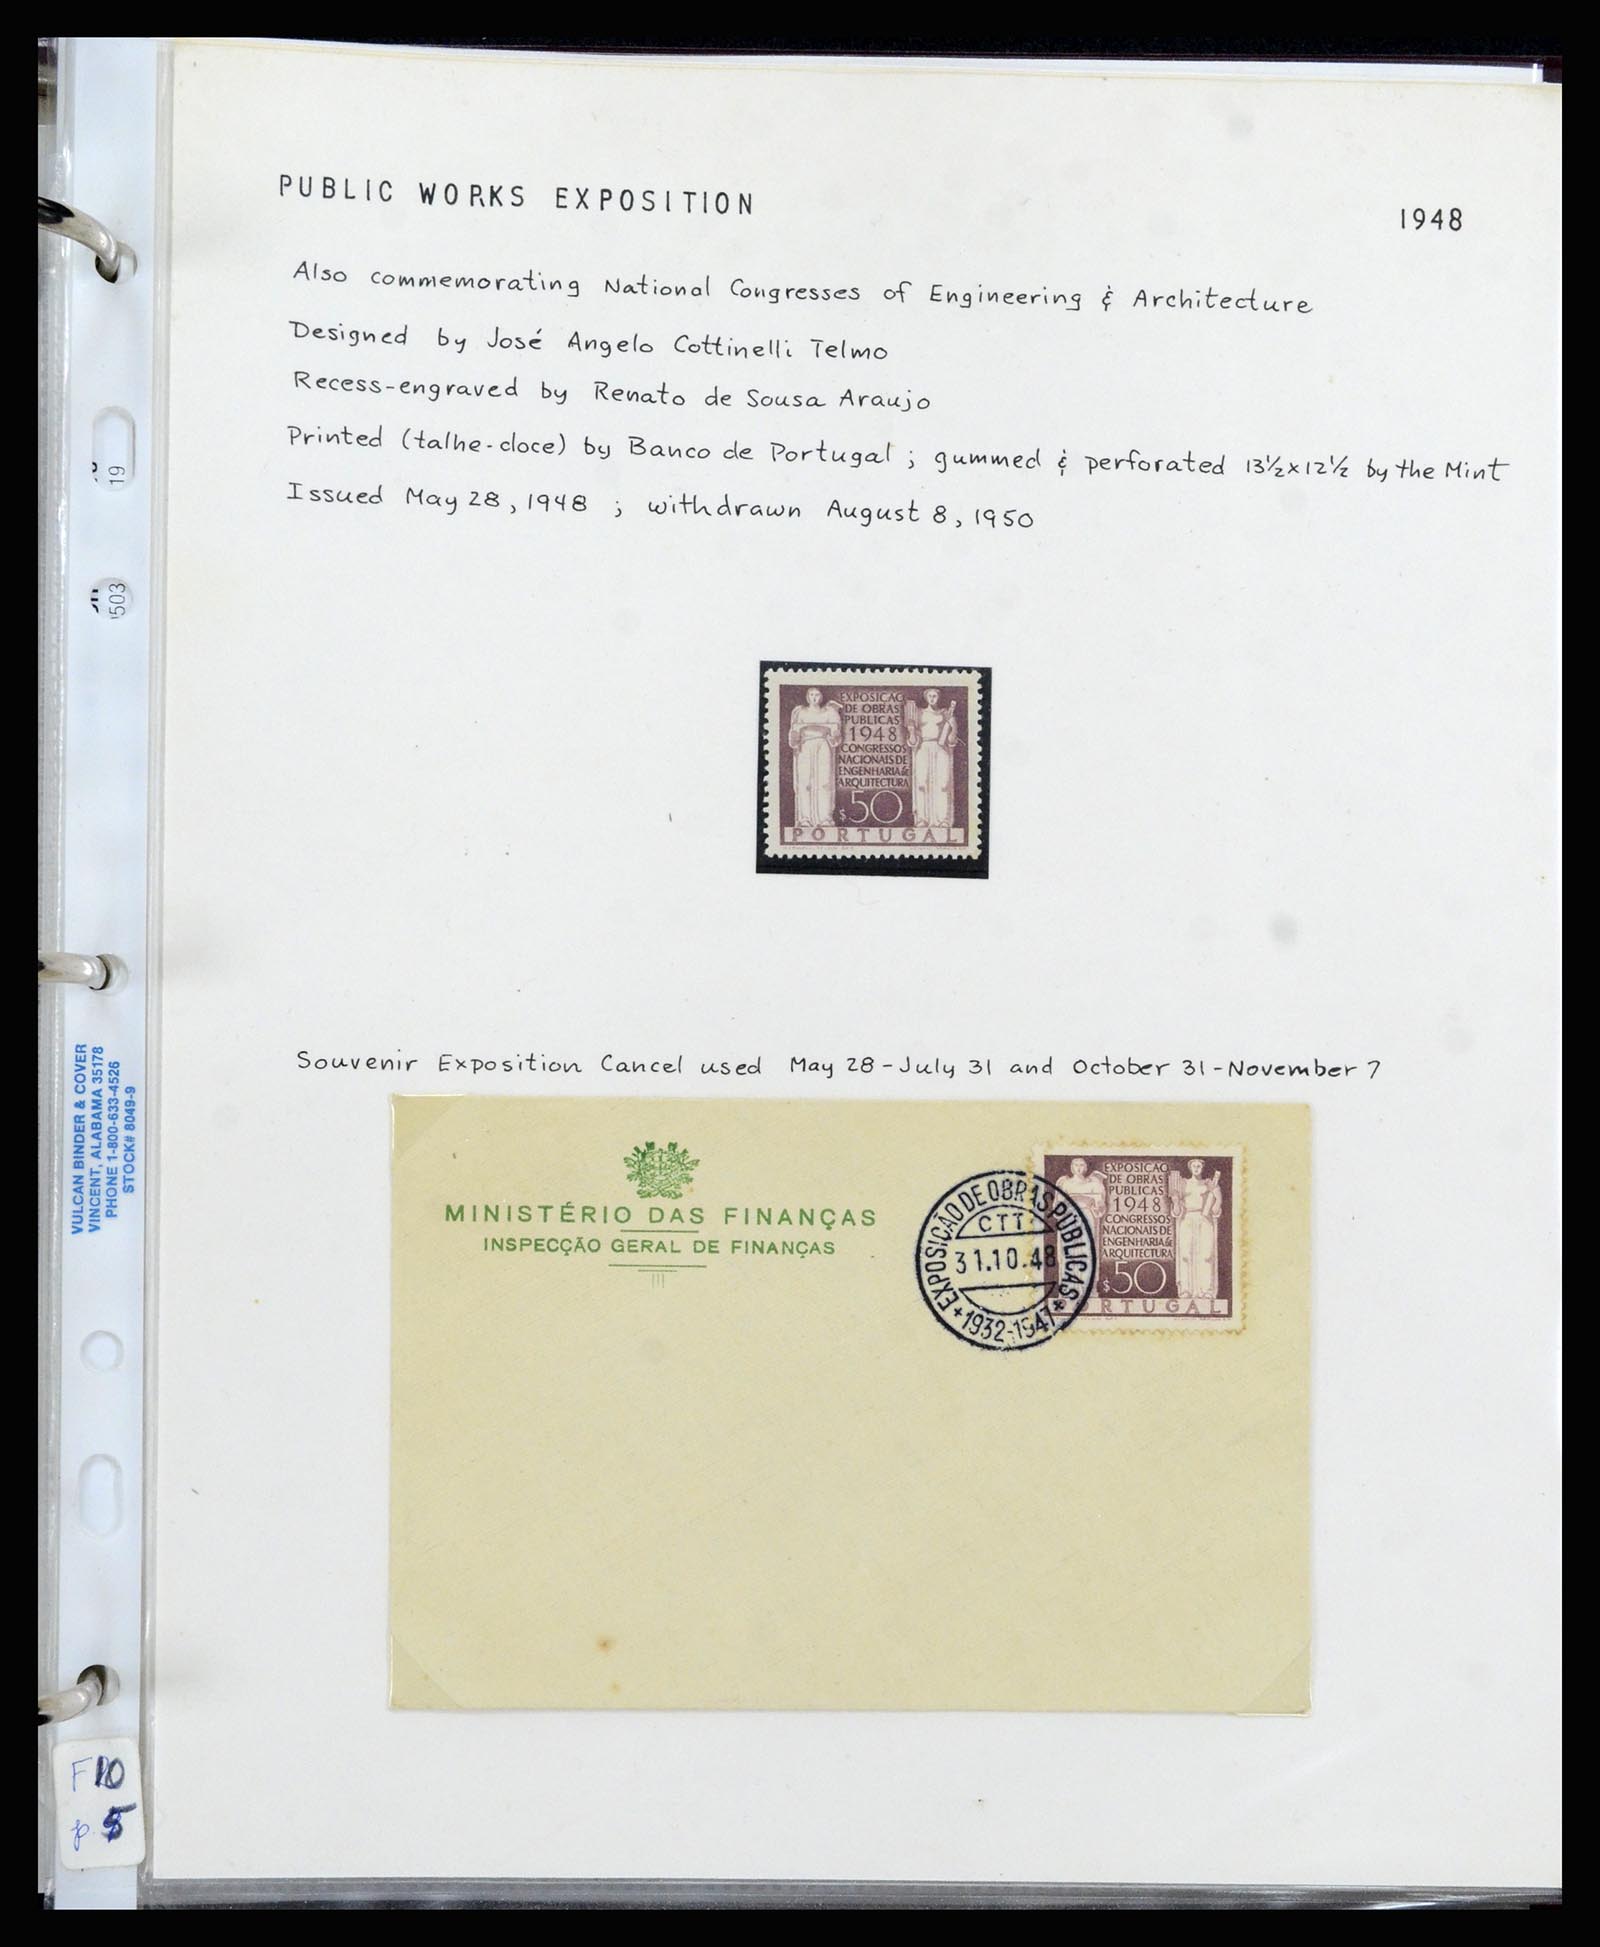 PUBLIC WORKS EXPOSITION
1948
Also commemorating National Congresses of Engineering & Architecture
Designed by José Angelo Cottinelli Telmo
Recess-engraved by Renato de Sousa Araujo
Printed (talhe-doce) by Banco de Portugal ; gummed & perforated 13½x12½ by the Mint
Issued May 28, 1948 ; withdrawn August 8, 1950
19
503
EXPOSIÇÃO
DE OBRAS
PUBLICAS
1948
CONGRESSOS
NACIONAIS DE
ENGENHARIA &
ARQUITECTURA
$50
PORTUGAL
Souvenir Exposition Cancel used May 28-July 31 and October 31-November 7
VULCAN BINDER & COVER
VINCENT, ALABAMA 35178
PHONE 1-800-633-4526
STOCK# 8049-9
MINISTÉRIO DAS FINANÇAS
INSPECÇÃO GERAL DE FINANÇAS
EXPOSIÇÃO DE OBRAS PÚBLICAS
CTT
31.10.48
1932-1947
EXPOSIÇÃO
DE OBRAS
PUBLICAS
1948
CONGRESSOS
NACIONAIS DE
ENGENHARIA &
ARQUITECTURA
$50
ORTUGAL
p. 5